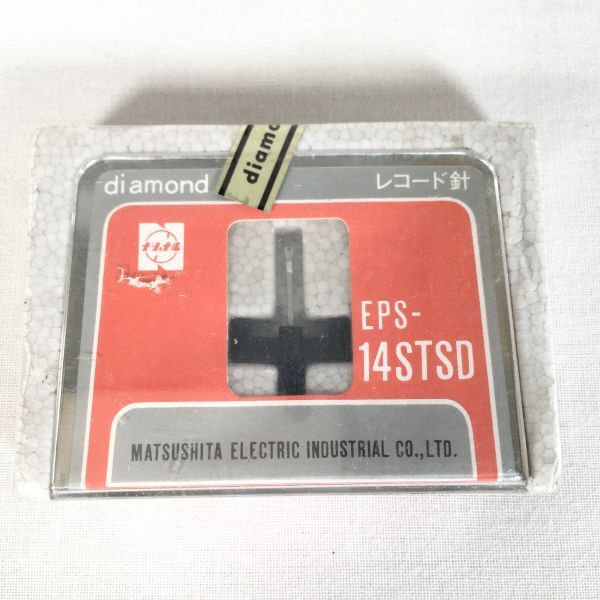 diamond
diamo
レコード針
ナショナル
EPS-
14STSD
MATSUSHITA ELECTRIC INDUSTRIAL CO.,LTD.